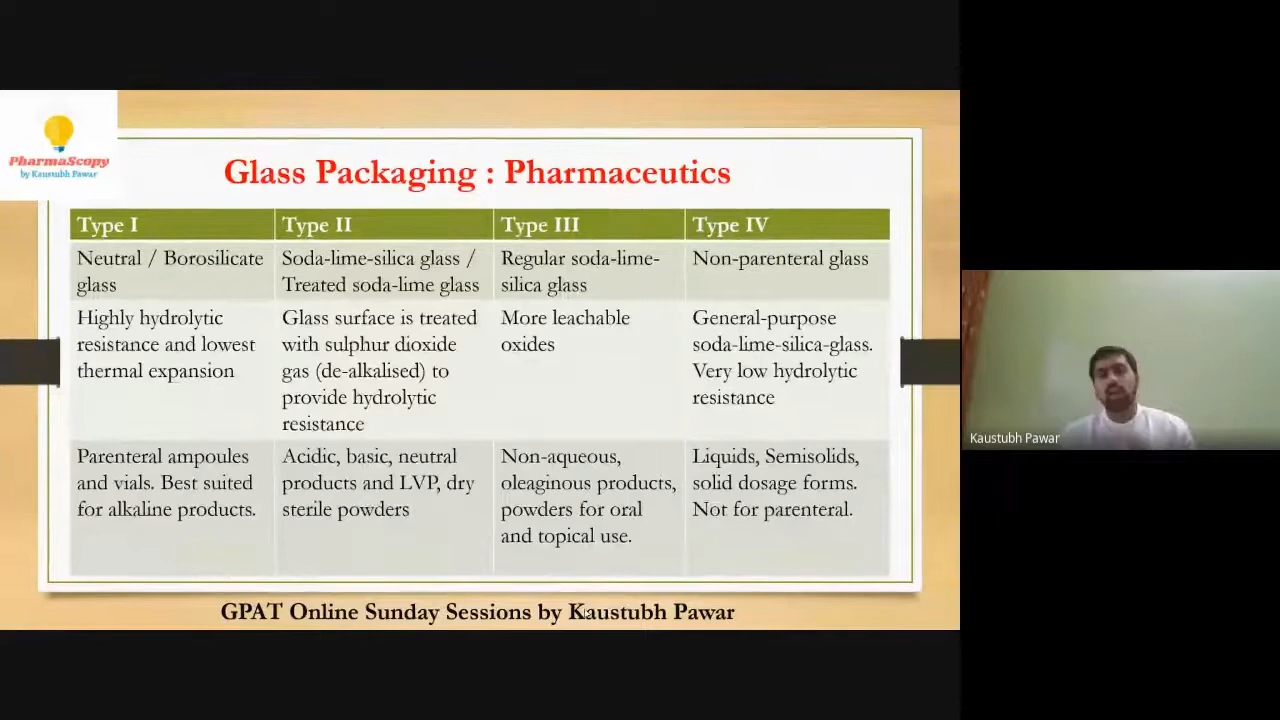 PharmaScopy
by Kaustubh Pawar
Glass Packaging : Pharmaceutics
Type I
Type II
Type III
Type IV
Neutral / Borosilicate
glass
Soda-lime-silica glass /
Treated soda-lime glass
Regular soda-lime-
silica glass
Non-parenteral glass
Highly hydrolytic
resistance and lowest
thermal expansion
Glass surface is treated
with sulphur dioxide
gas (de-alkalised) to
provide hydrolytic
resistance
More leachable
oxides
General-purpose
soda-lime-silica-glass.
Very low hydrolytic
resistance
Parenteral ampoules
and vials. Best suited
for alkaline products.
Acidic, basic, neutral
products and LVP, dry
sterile powders
Non-aqueous,
oleaginous products,
powders for oral
and topical use.
Liquids, Semisolids,
solid dosage forms.
Not for parenteral.
GPAT Online Sunday Sessions by Kaustubh Pawar
Kaustubh Pawar